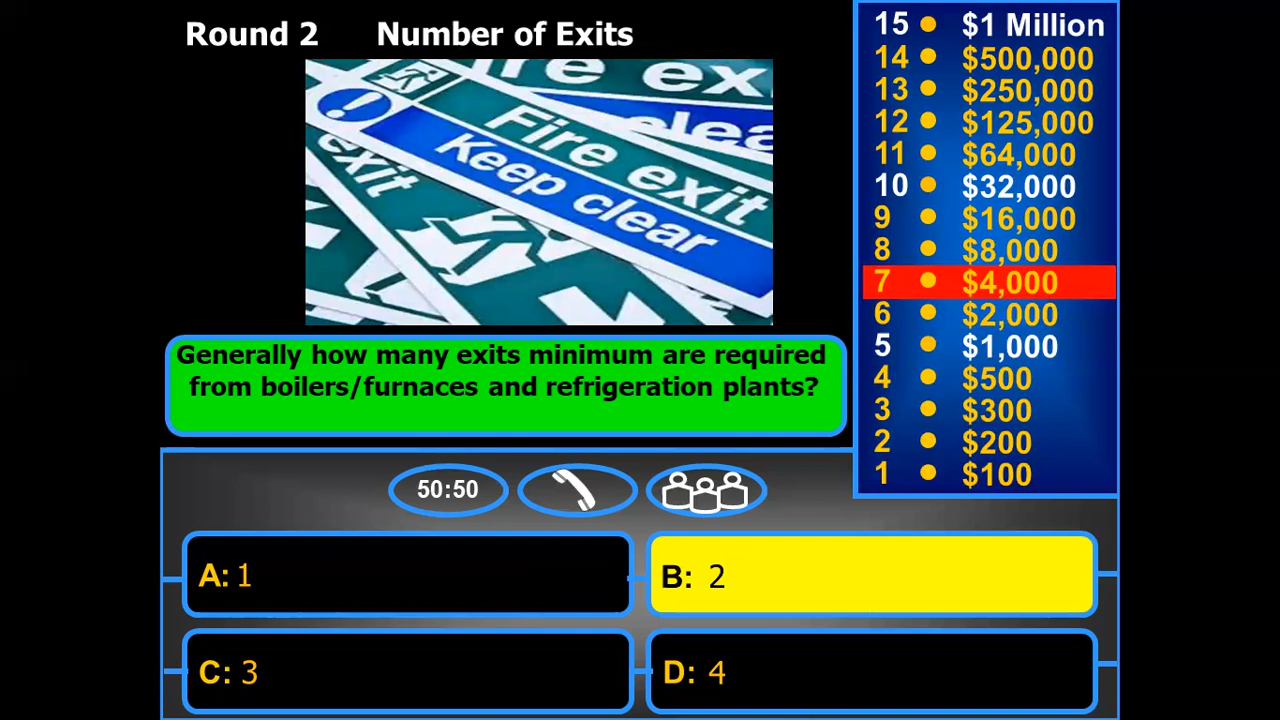 Round 2 Number of Exits
fire exit
clear
Fire exit
Keep clear
exit
Generally how many exits minimum are required
from boilers/furnaces and refrigeration plants?
50:50
A: 1
B: 2
C: 3
D: 4
15 $1 Million
14 $500,000
13 $250,000
12 $125,000
11 $64,000
10 $32,000
9 $16,000
8 $8,000
7 $4,000
6 $2,000
5 $1,000
4 $500
3 $300
2 $200
1 $100